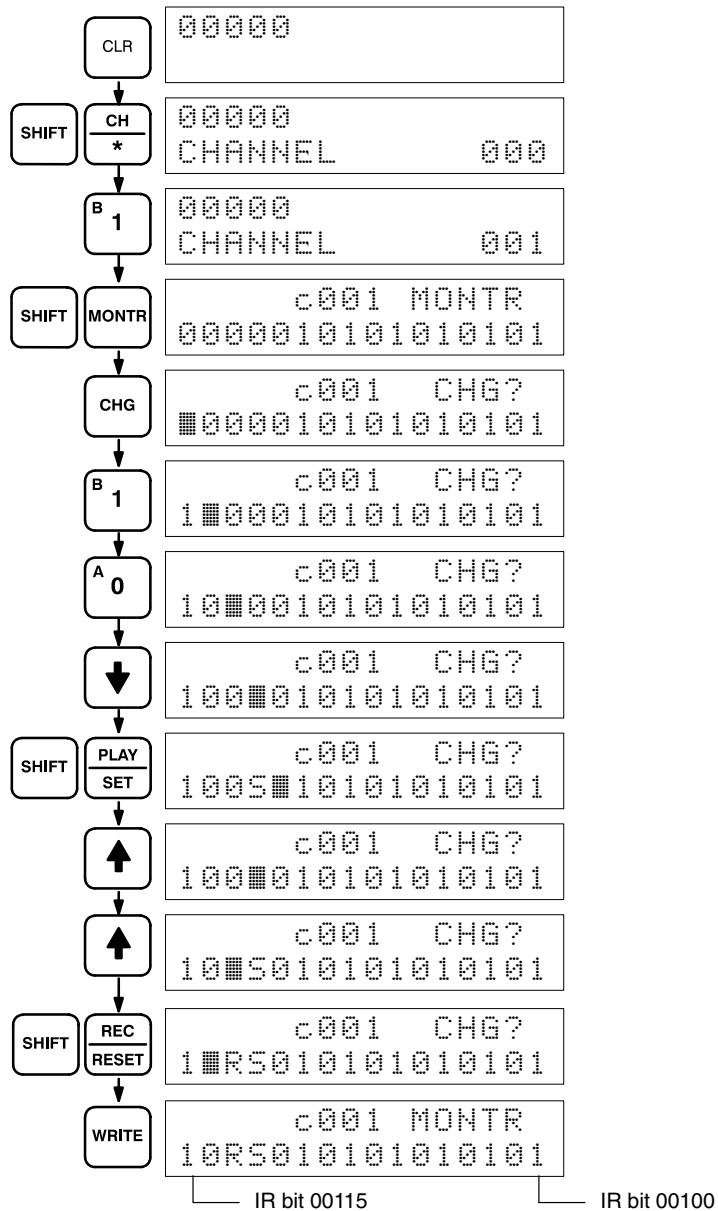 CLR
00000
SHIFT
CH
*
00000
CHANNEL 000
B
1
00000
CHANNEL 001
SHIFT
MONTR
c001 MONTR
0000010101010101
CHG
c001 CHG?
▓000010101010101
B
1
c001 CHG?
1▓00010101010101
A
0
c001 CHG?
10▓0010101010101
c001 CHG?
100▓010101010101
SHIFT
PLAY
SET
c001 CHG?
100S▓10101010101
c001 CHG?
100▓010101010101
c001 CHG?
10▓S010101010101
SHIFT
REC
RESET
c001 CHG?
1▓RS010101010101
WRITE
c001 MONTR
10RS010101010101
IR bit 00115
IR bit 00100